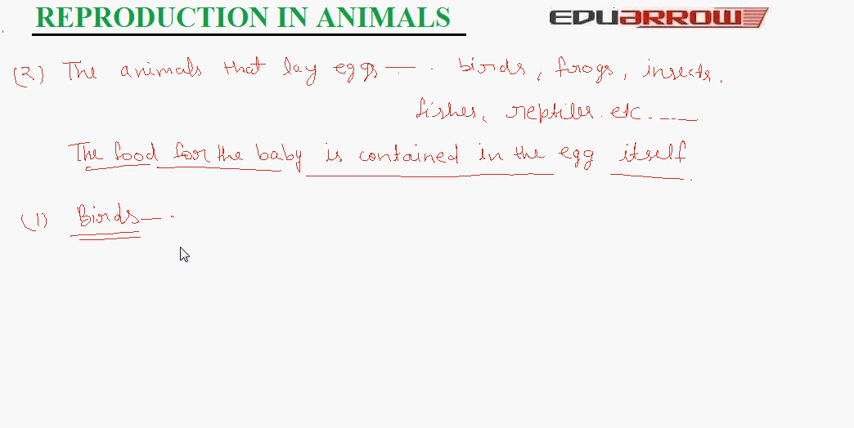 REPRODUCTION IN ANIMALS
EDUARROW
(2) The animals that lay eggs — birds, frogs, insects,
fishes, reptiles etc.----
The food for the baby is contained in the egg itself
(1) Birds —